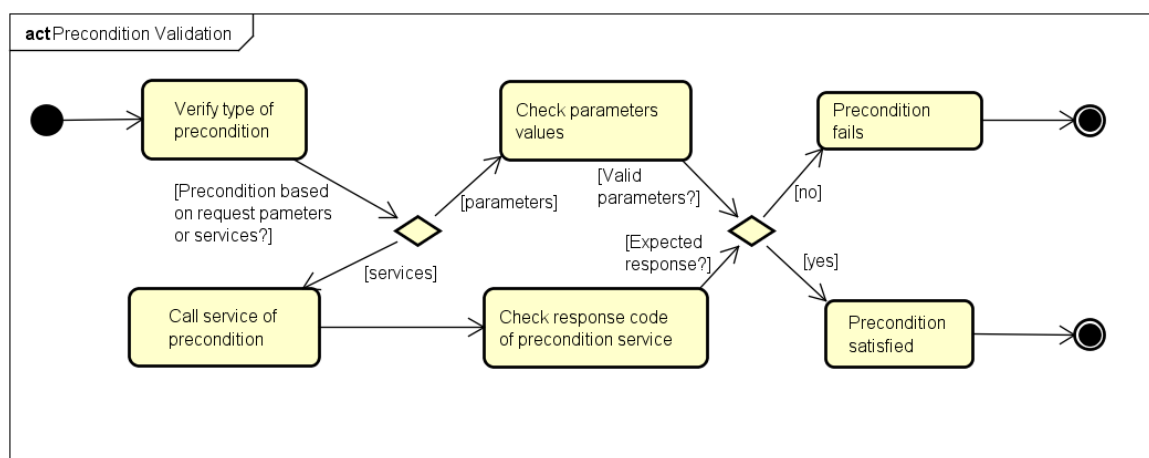 act Precondition Validation
Verify type of
precondition
[Precondition based
on request pameters
or services?]
[parameters]
[services]
Check parameters
values
[Valid
parameters?]
Call service of
precondition
Check response code
of precondition service
[Expected
response?]
[no]
[yes]
Precondition
fails
Precondition
satisfied